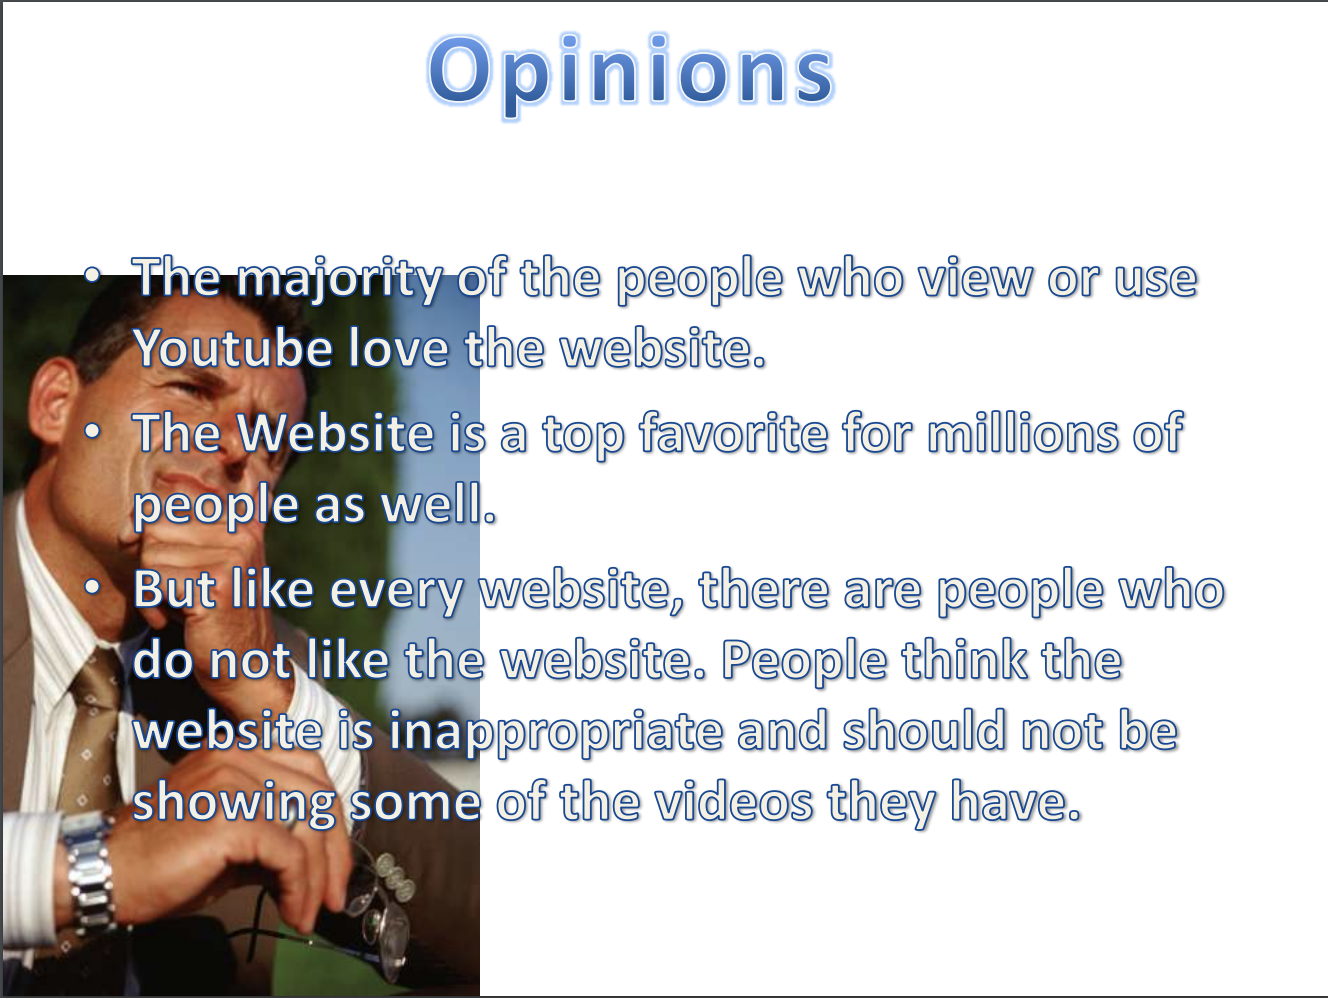 Opinions
• The majority of the people who view or use
Youtube love the website.
• The Website is a top favorite for millions of
people as well.
• But like every website, there are people who
do not like the website. People think the
website is inappropriate and should not be
showing some of the videos they have.